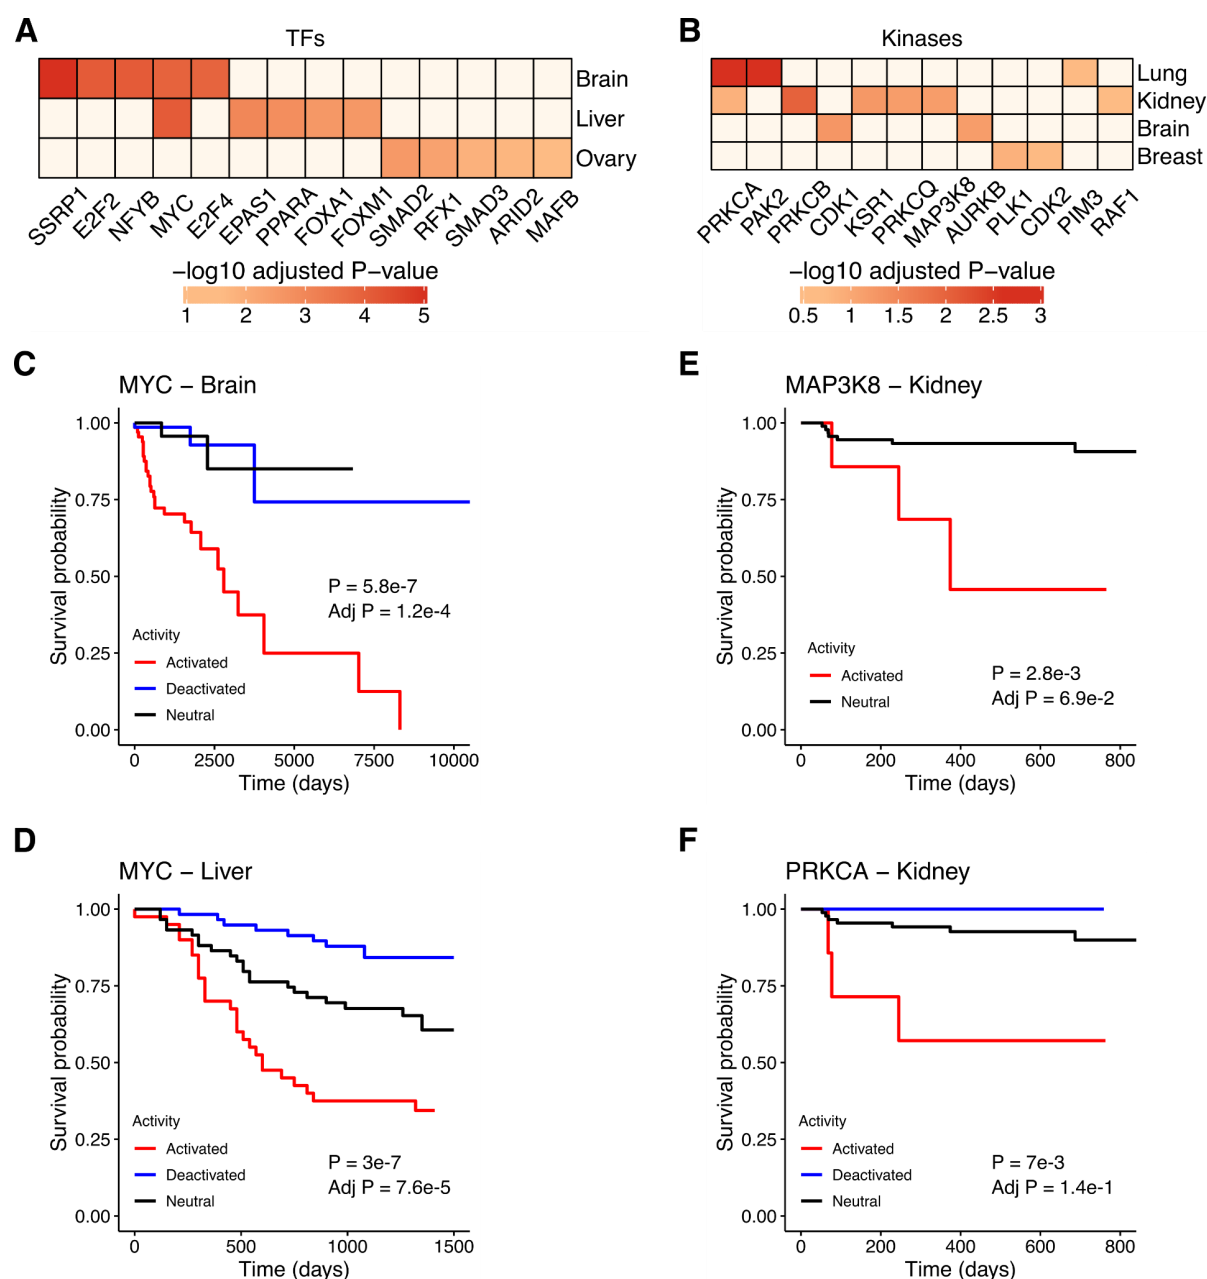 A
TFs
Brain
Liver
Ovary
SSRP1
E2F2
NFYB
MYC
E2F4
EPAS1
PPARA
FOXA1
FOXM1
SMAD2
RFX1
SMAD3
ARID2
MAFB
−log10 adjusted P−value
1 2 3 4 5
B
Kinases
Lung
Kidney
Brain
Breast
PRKCA
PAK2
PRKCB
CDK1
KSR1
PRKCQ
MAP3K8
AURKB
PLK1
CDK2
PIM3
RAF1
−log10 adjusted P−value
0.5 1 1.5 2 2.5 3
C
MYC − Brain
Survival probability
1.00
0.75
0.50
0.25
0.00
P = 5.8e-7
Adj P = 1.2e-4
Activity
Activated
Deactivated
Neutral
0 2500 5000 7500 10000
Time (days)
E
MAP3K8 − Kidney
Survival probability
1.00
0.75
0.50
0.25
0.00
Activity
Activated
Neutral
P = 2.8e-3
Adj P = 6.9e-2
0 200 400 600 800
Time (days)
D
MYC − Liver
Survival probability
1.00
0.75
0.50
0.25
0.00
Activity
Activated
Deactivated
Neutral
P = 3e-7
Adj P = 7.6e-5
0 500 1000 1500
Time (days)
F
PRKCA − Kidney
Survival probability
1.00
0.75
0.50
0.25
0.00
Activity
Activated
Deactivated
Neutral
P = 7e-3
Adj P = 1.4e-1
0 200 400 600 800
Time (days)